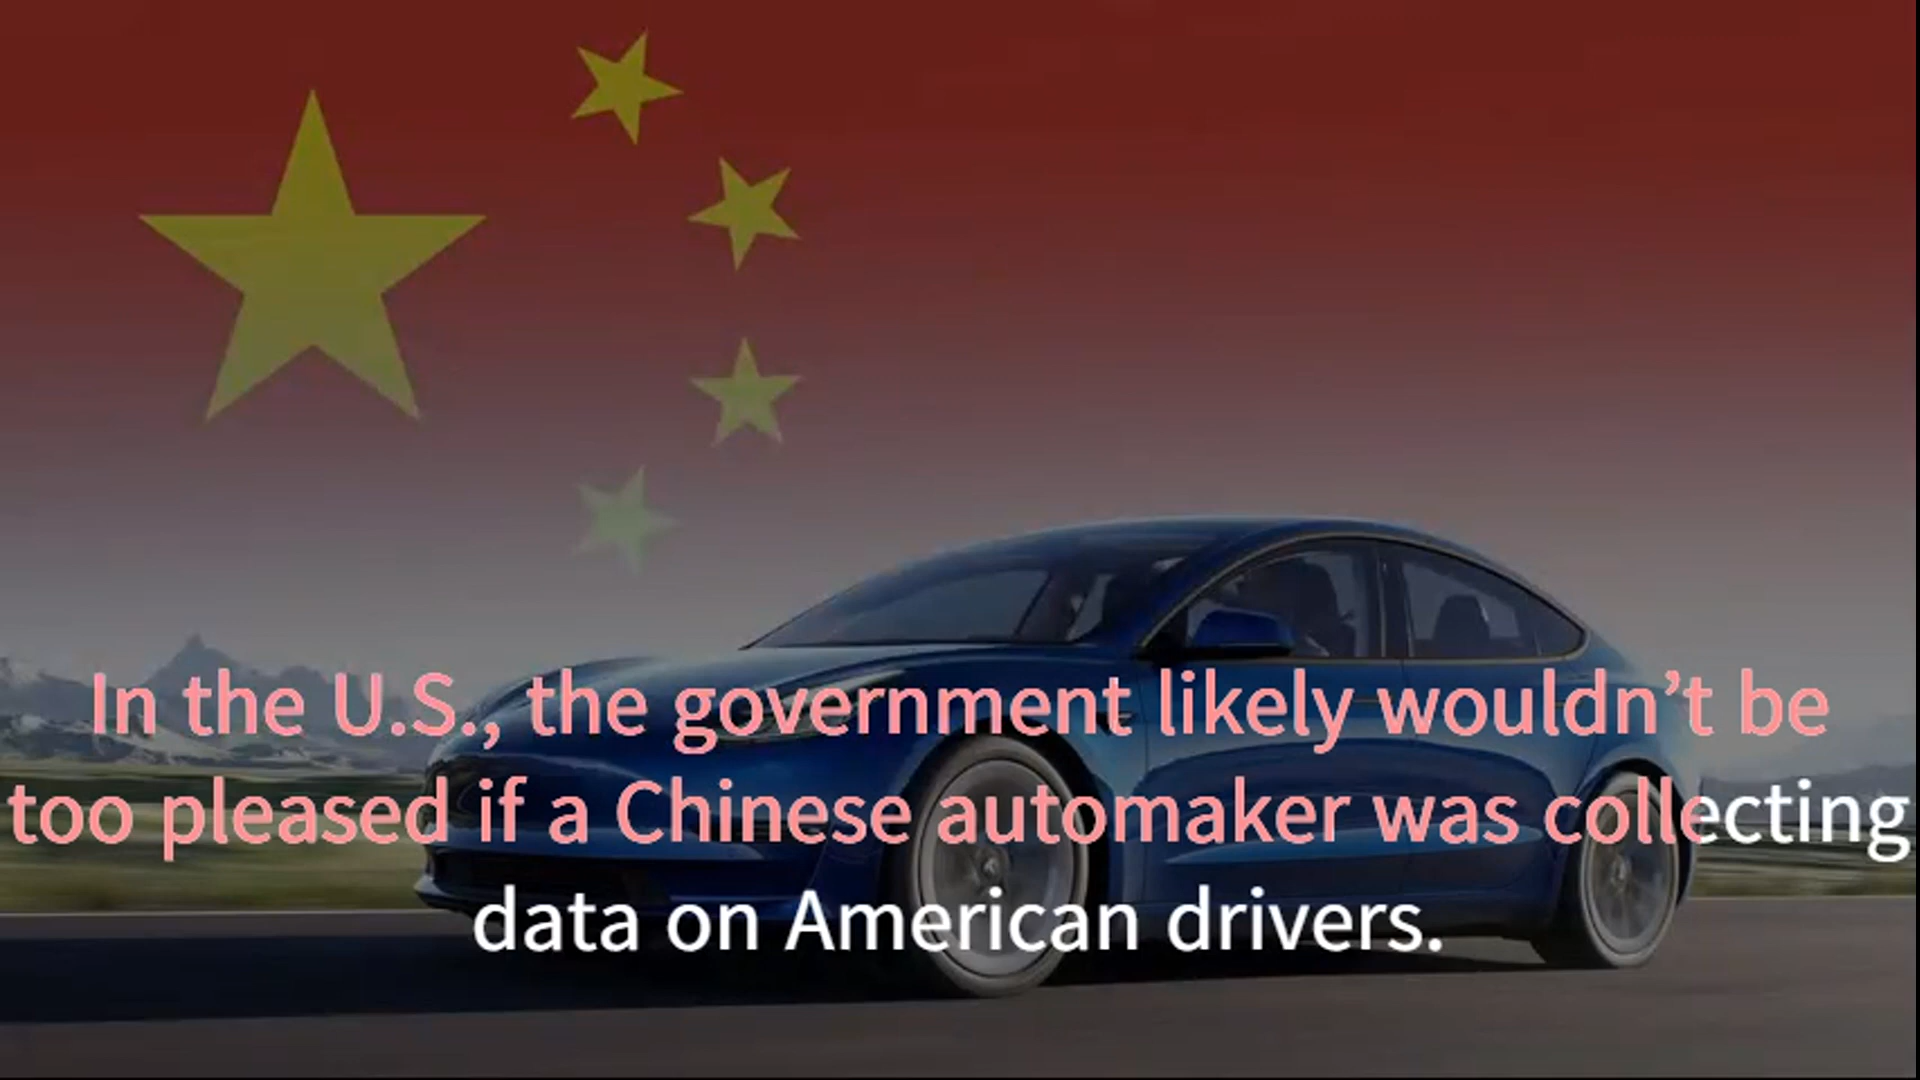 In the U.S., the government likely wouldn’t be
too pleased if a Chinese automaker was collecting
data on American drivers.